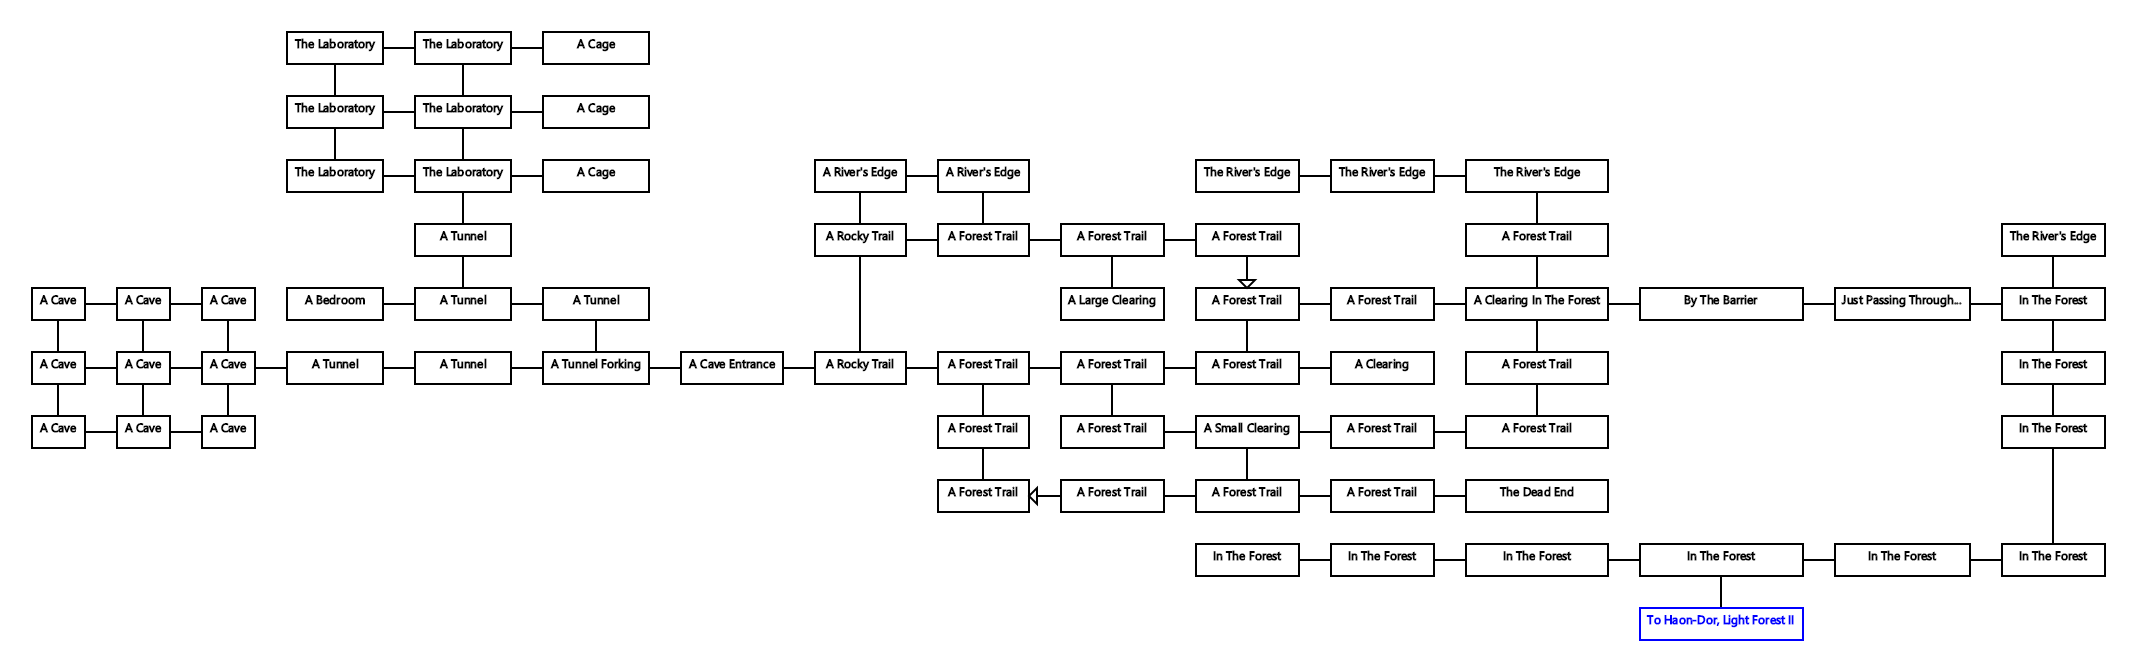 The Laboratory
The Laboratory
A Cage
The Laboratory
The Laboratory
A Cage
The Laboratory
The Laboratory
A Cage
A River's Edge
A River's Edge
The River's Edge
The River's Edge
The River's Edge
A Tunnel
A Rocky Trail
A Forest Trail
A Forest Trail
A Forest Trail
A Forest Trail
The River's Edge
A Cave
A Cave
A Cave
A Bedroom
A Tunnel
A Tunnel
A Large Clearing
A Forest Trail
A Forest Trail
A Clearing In The Forest
By The Barrier
Just Passing Through...
In The Forest
A Cave
A Cave
A Cave
A Tunnel
A Tunnel
A Tunnel Forking
A Cave Entrance
A Rocky Trail
A Forest Trail
A Forest Trail
A Forest Trail
A Clearing
A Forest Trail
In The Forest
A Cave
A Cave
A Cave
A Forest Trail
A Forest Trail
A Small Clearing
A Forest Trail
A Forest Trail
In The Forest
A Forest Trail
A Forest Trail
A Forest Trail
A Forest Trail
The Dead End
In The Forest
In The Forest
In The Forest
In The Forest
In The Forest
In The Forest
To Haon-Dor, Light Forest II